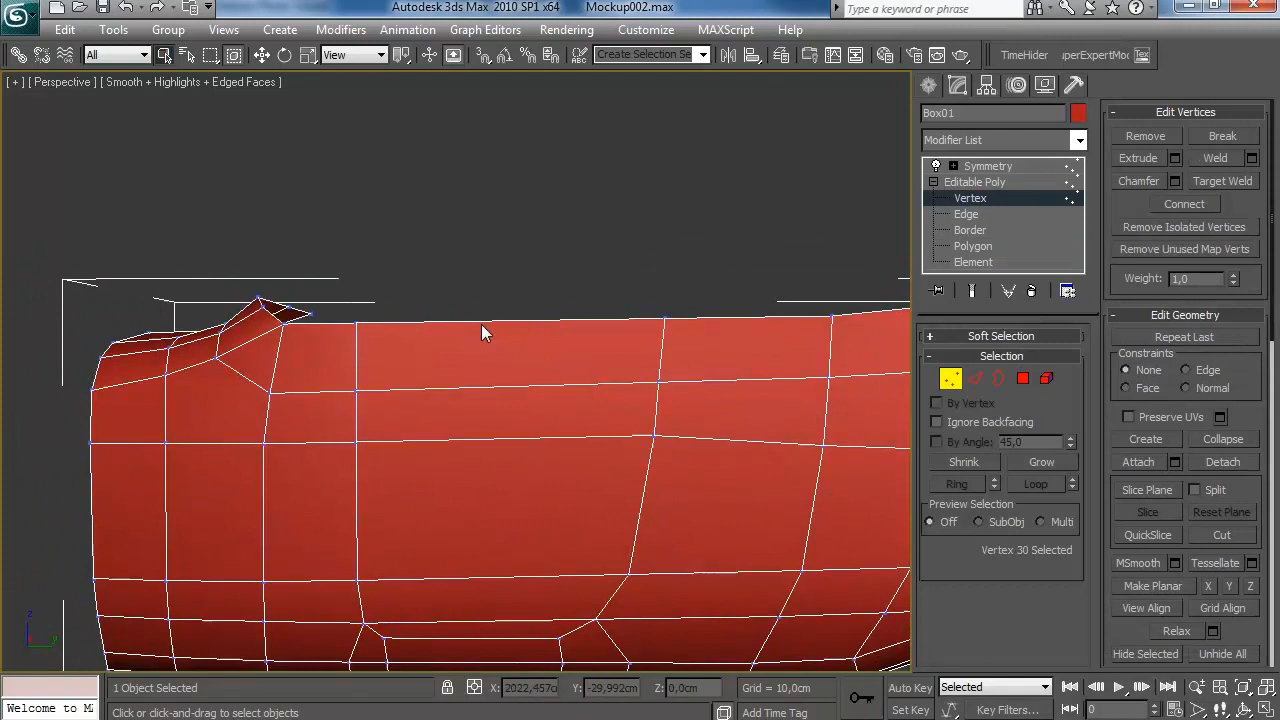 Autodesk 3ds Max 2010 SP1 x64 Mockup002.max
Type a keyword or phrase
Edit Tools Group Views Create Modifiers Animation Graph Editors Rendering Customize MAXScript Help
All View Create Selection Se TimeHider
[ + ] [ Perspective ] [ Smooth + Highlights + Edged Faces ]
Box01
Modifier List
Symmetry
Editable Poly
Vertex
Edge
Border
Polygon
Element
+ Soft Selection
- Selection
By Vertex
Ignore Backfacing
By Angle: 45,0
Shrink Grow
Ring Loop
Preview Selection
Off SubObj Multi
Vertex 30 Selected
- Edit Vertices
Remove Break
Extrude Weld
Chamfer Target Weld
Connect
Remove Isolated Vertices
Remove Unused Map Verts
Weight: 1,0
- Edit Geometry
Repeat Last
Constraints
None Edge
Face Normal
Preserve UVs
Create Collapse
Attach Detach
Slice Plane Split
Slice Reset Plane
QuickSlice Cut
MSmooth Tessellate
Make Planar X Y Z
View Align Grid Align
Relax
Hide Selected Unhide All
z
y
1 Object Selected X: 2022,457cm Y: -29,992cm Z: 0,0cm Grid = 10,0cm Auto Key Selected
Welcome to M Click or click-and-drag to select objects Add Time Tag Set Key Key Filters... 0